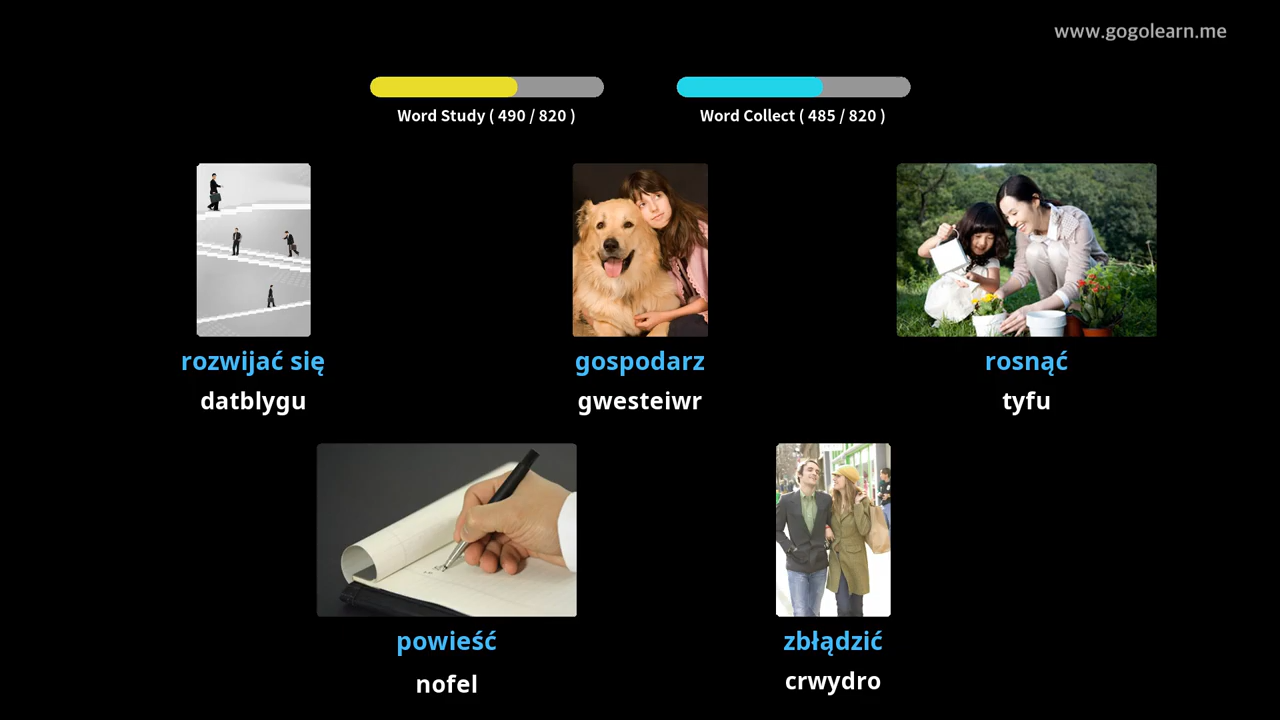 www.gogolearn.me
Word Study ( 490 / 820 )
Word Collect ( 485 / 820 )
rozwijać się
datblygu
gospodarz
gwesteiwr
rosnąć
tyfu
powieść
nofel
zbłądzić
crwydro